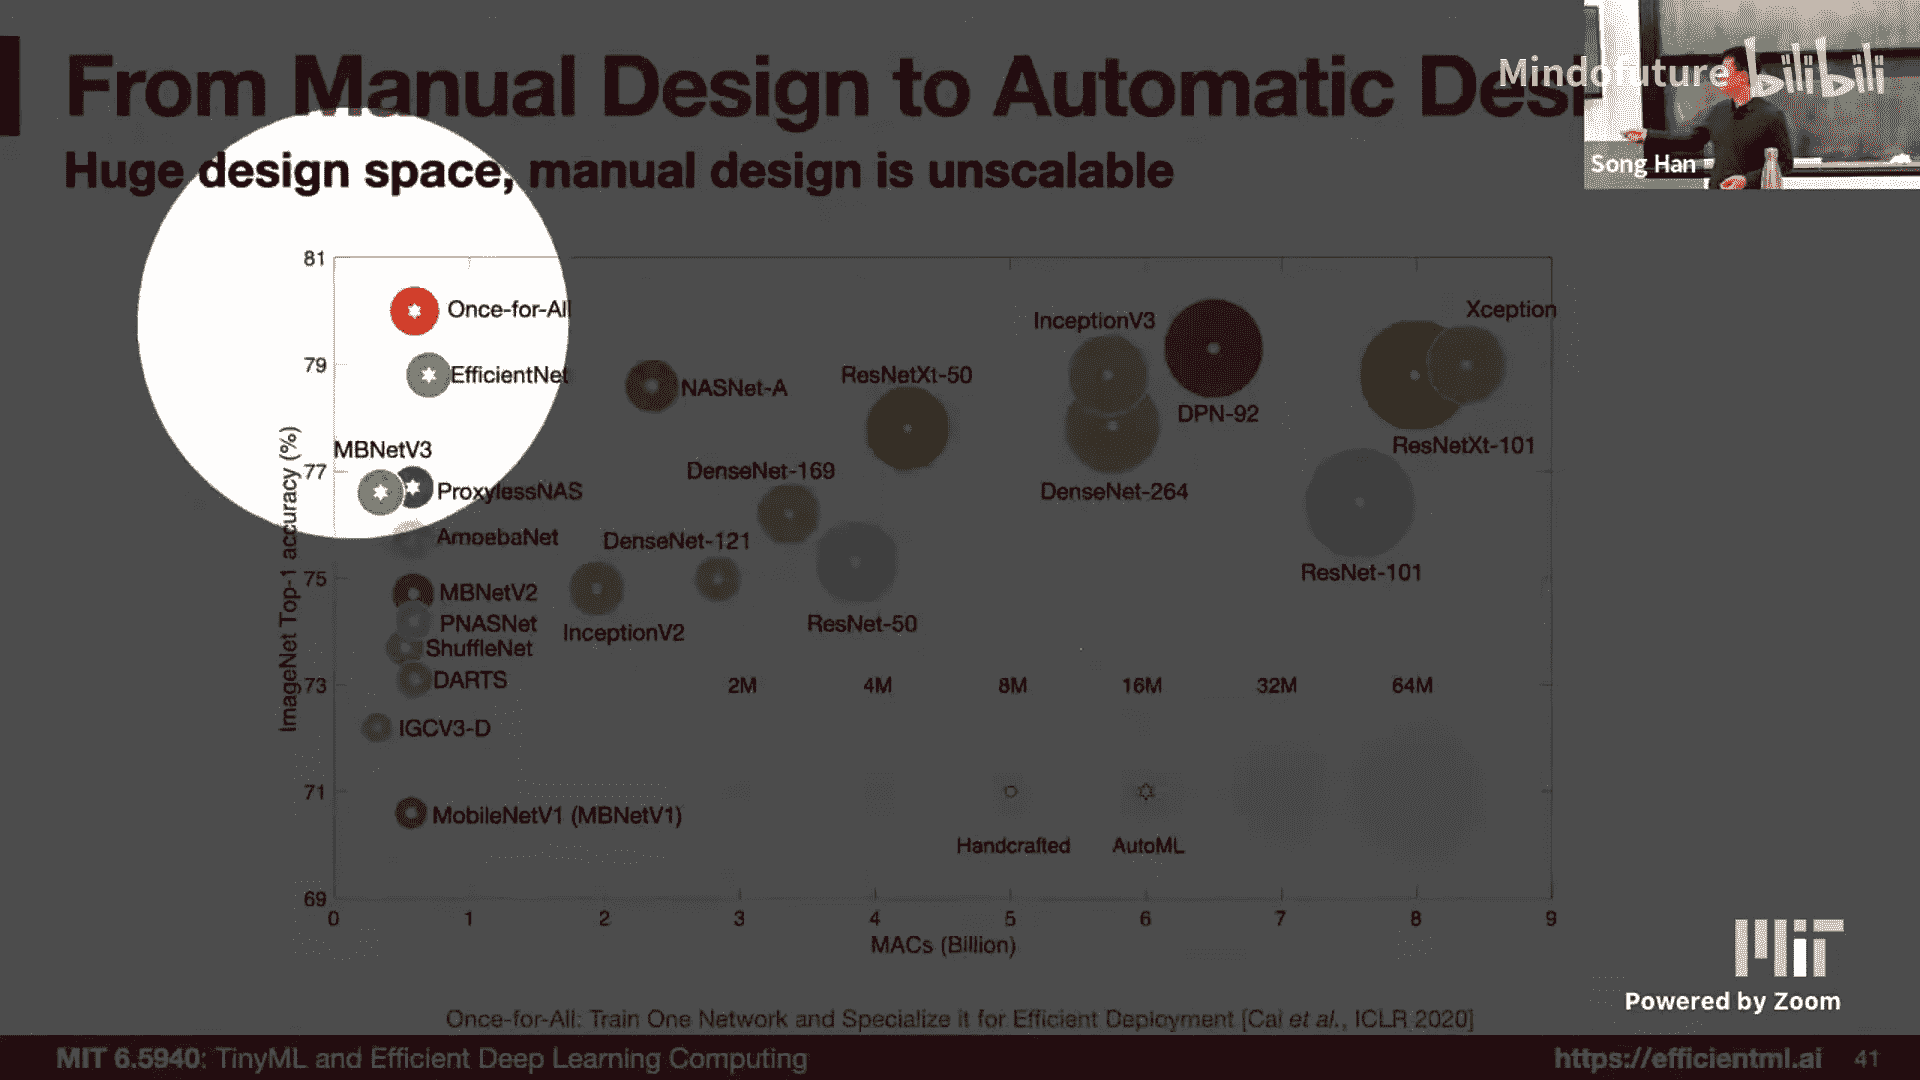 From Manual Design to Automatic Desi
Mindofuture bilibili
Song Han
Huge design space, manual design is unscalable
81
79
77
75
73
71
69
ImageNet Top-1 accuracy (%)
Once-for-All
EfficientNet
MBNetV3
ProxylessNAS
AmoebaNet
MBNetV2
PNASNet
ShuffleNet
DARTS
IGCV3-D
MobileNetV1 (MBNetV1)
NASNet-A
InceptionV2
DenseNet-121
DenseNet-169
ResNet-50
ResNetXt-50
InceptionV3
DenseNet-264
DPN-92
Xception
ResNetXt-101
ResNet-101
2M 4M 8M 16M 32M 64M
Handcrafted AutoML
0 1 2 3 4 5 6 7 8 9
MACs (Billion)
MIT
Powered by Zoom
Once-for-All: Train One Network and Specialize it for Efficient Deployment [Cai et al., ICLR 2020]
MIT 6.5940: TinyML and Efficient Deep Learning Computing
https://efficientml.ai 41